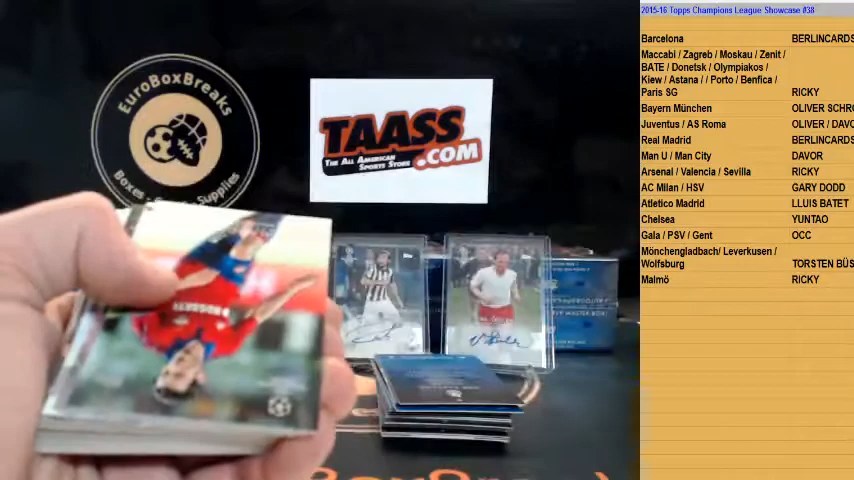 2015-16 Topps Champions League Showcase #38
Barcelona BERLINCARDS
Maccabi / Zagreb / Moskau / Zenit /
BATE / Donetsk / Olympiakos /
Kiew / Astana / / Porto / Benfica /
Paris SG RICKY
Bayern München OLIVER SCHRO
Juventus / AS Roma OLIVER / DAVO
Real Madrid BERLINCARDS
Man U / Man City DAVOR
Arsenal / Valencia / Sevilla RICKY
AC Milan / HSV GARY DODD
Atletico Madrid LLUIS BATET
Chelsea YUNTAO
Gala / PSV / Gent OCC
Mönchengladbach/ Leverkusen /
Wolfsburg TORSTEN BÜS
Malmö RICKY
EuroBoxBreaks
Boxes - Breaks - Supplies
TAASS
THE ALL AMERICAN
SPORTS STORE
.COM